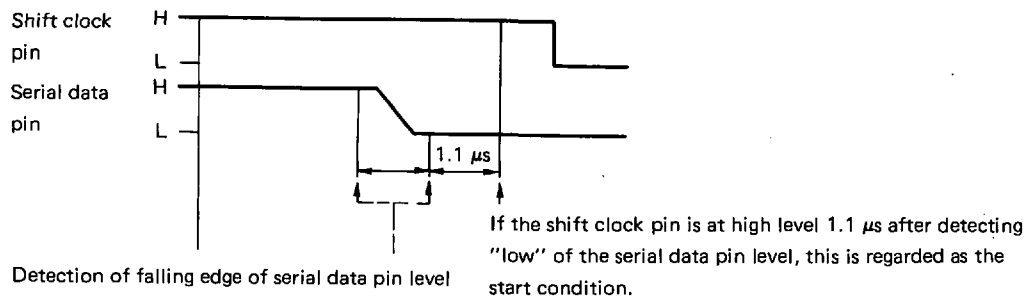 Shift clock
pin
H
L
Serial data
pin
H
L
1.1 μs
If the shift clock pin is at high level 1.1 μs after detecting
"low" of the serial data pin level, this is regarded as the
start condition.
Detection of falling edge of serial data pin level